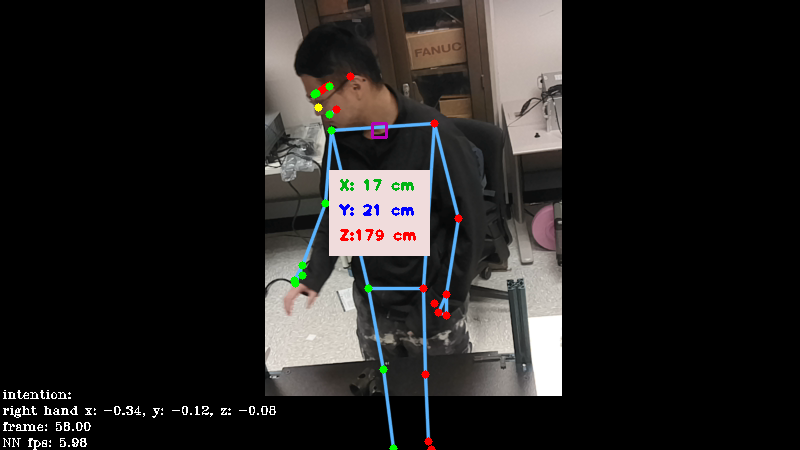 FANUC
X: 17 cm
Y: 21 cm
Z:179 cm
intention:
right hand x: -0.34, y: -0.12, z: -0.08
frame: 58.00
NN fps: 5.98